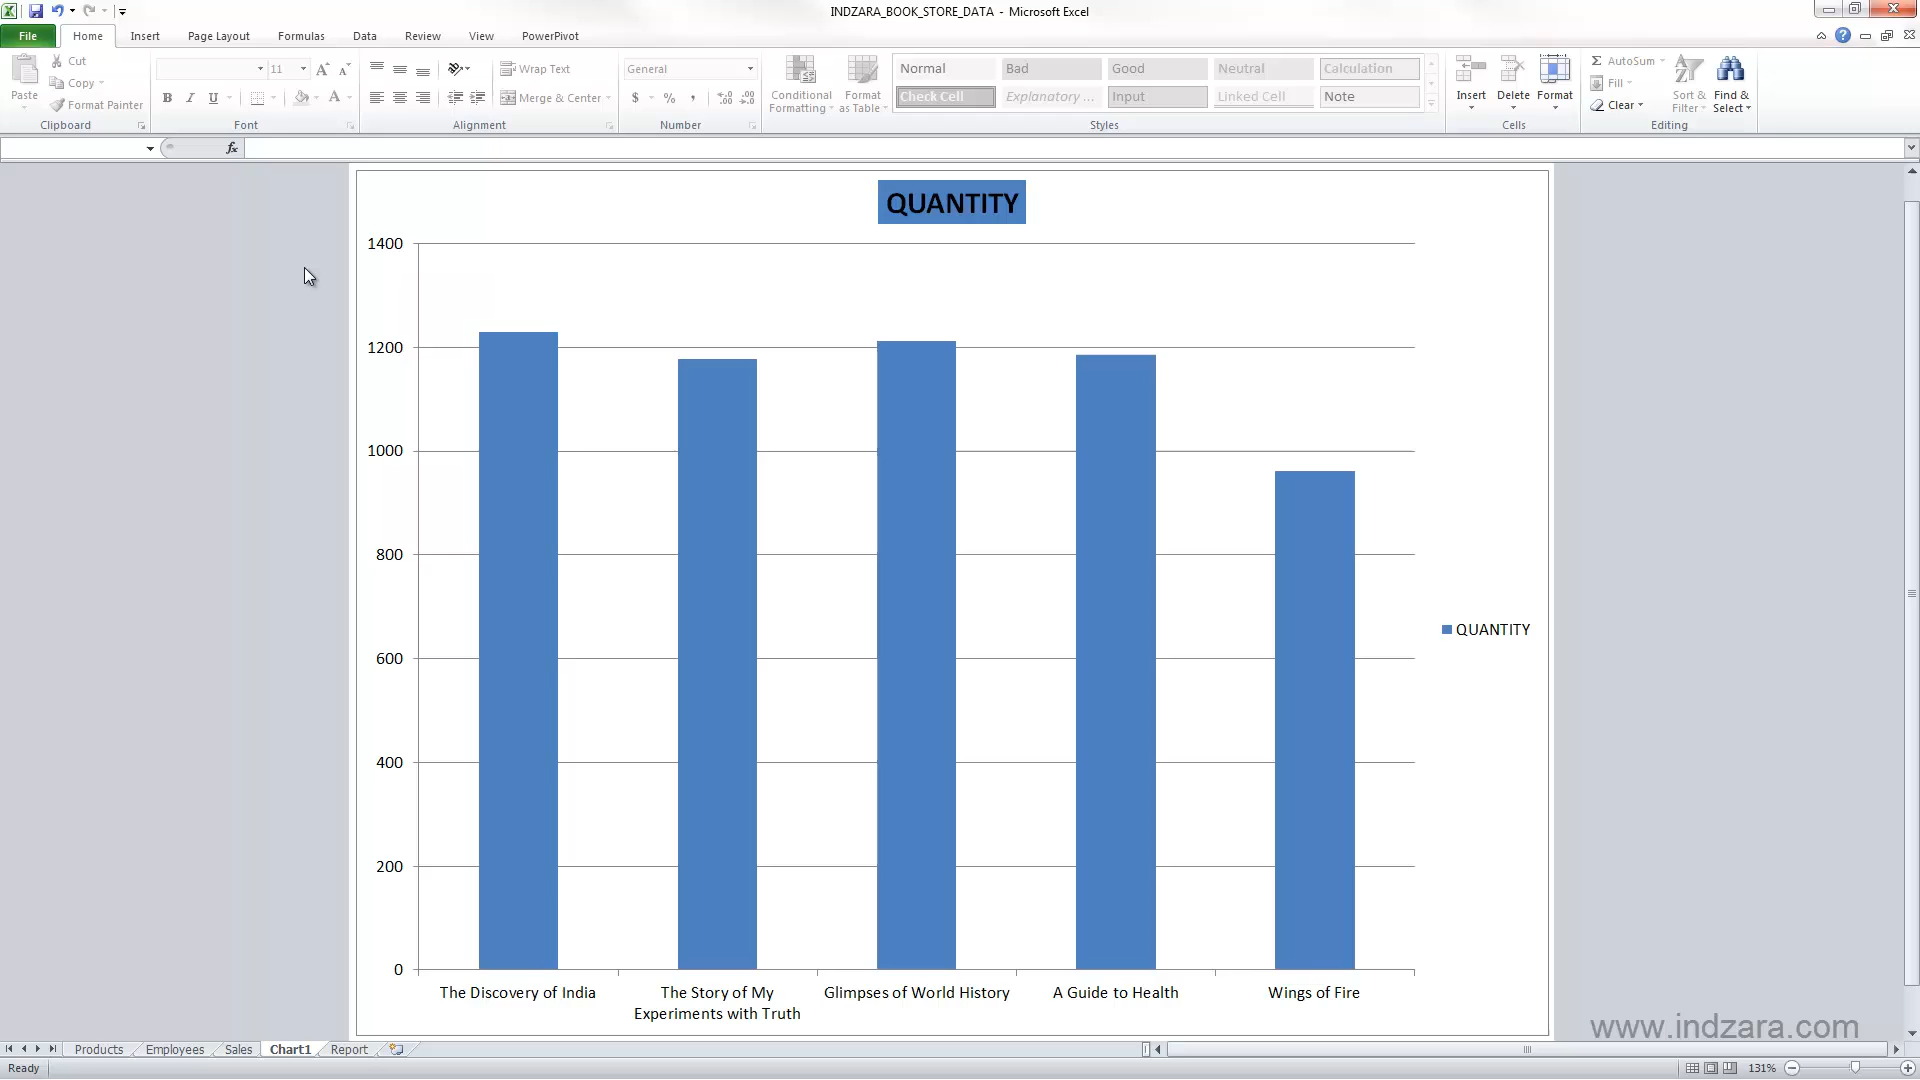 INDZARA_BOOK_STORE_DATA - Microsoft Excel
File Home Insert Page Layout Formulas Data Review View PowerPivot
Paste
Cut
Copy
Format Painter
Clipboard
11
B I U A
Font
Wrap Text
Merge & Center
Alignment
General
$ % , .00
Number
Conditional Formatting
Format as Table
Normal Bad Good Neutral Calculation
Check Cell Explanatory ... Input Linked Cell Note
Styles
Insert Delete Format
Cells
Σ AutoSum
Fill
Clear
Sort & Filter
Find & Select
Editing
fx
QUANTITY
1400
1200
1000
800
600
400
200
0
QUANTITY
The Discovery of India
The Story of My
Experiments with Truth
Glimpses of World History
A Guide to Health
Wings of Fire
www.indzara.com
Products Employees Sales Chart1 Report
Ready
131%